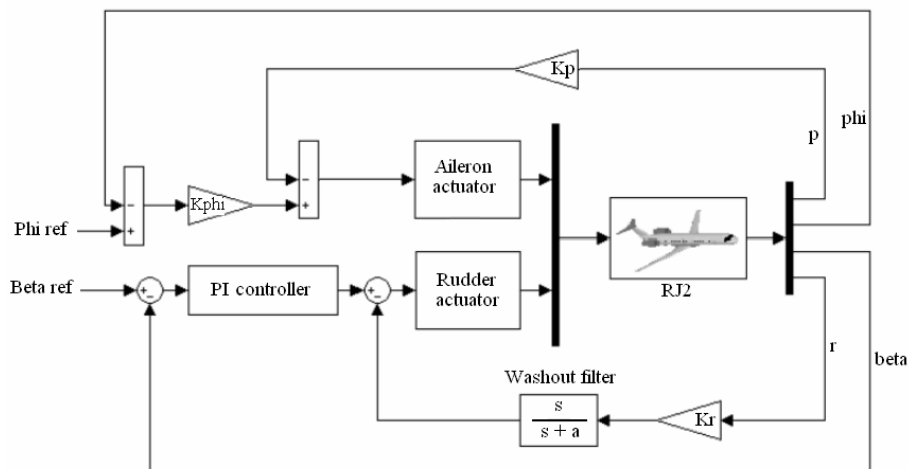 Kp
p
phi
Aileron
actuator
Kphi
Phi ref
Beta ref
PI controller
Rudder
actuator
RJ2
r
beta
Washout filter
s
s + a
Kr